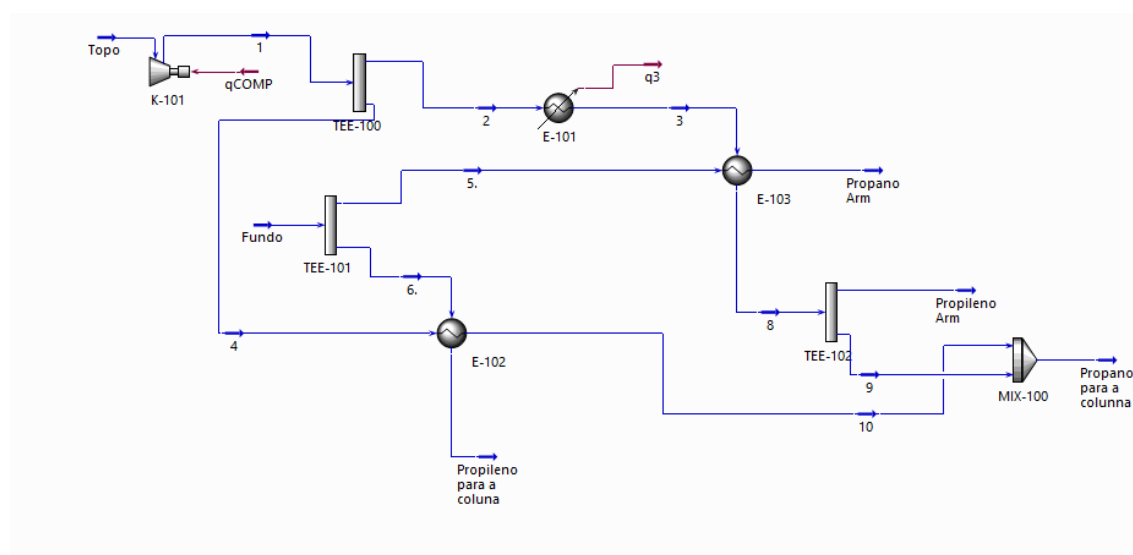 Topo
1
qCOMP
K-101
TEE-100
2
q3
E-101
3
5.
Propano
Arm
E-103
Fundo
TEE-101
6.
4
E-102
8
Propileno
Arm
TEE-102
9
Propano
para a
colunna
MIX-100
10
Propileno
para a
coluna